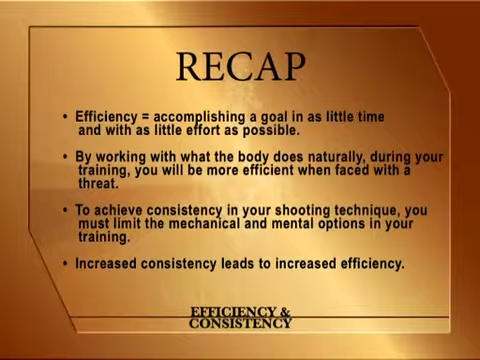 RECAP
• Efficiency = accomplishing a goal in as little time
and with as little effort as possible.
• By working with what the body does naturally, during your
training, you will be more efficient when faced with a
threat.
• To achieve consistency in your shooting technique, you
must limit the mechanical and mental options in your
training.
• Increased consistency leads to increased efficiency.
EFFICIENCY &
CONSISTENCY